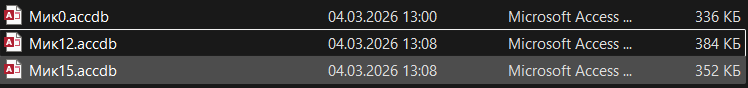 Мик0.accdb 04.03.2026 13:00 Microsoft Access ... 336 КБ
Мик12.accdb 04.03.2026 13:08 Microsoft Access ... 384 КБ
Мик15.accdb 04.03.2026 13:08 Microsoft Access ... 352 КБ